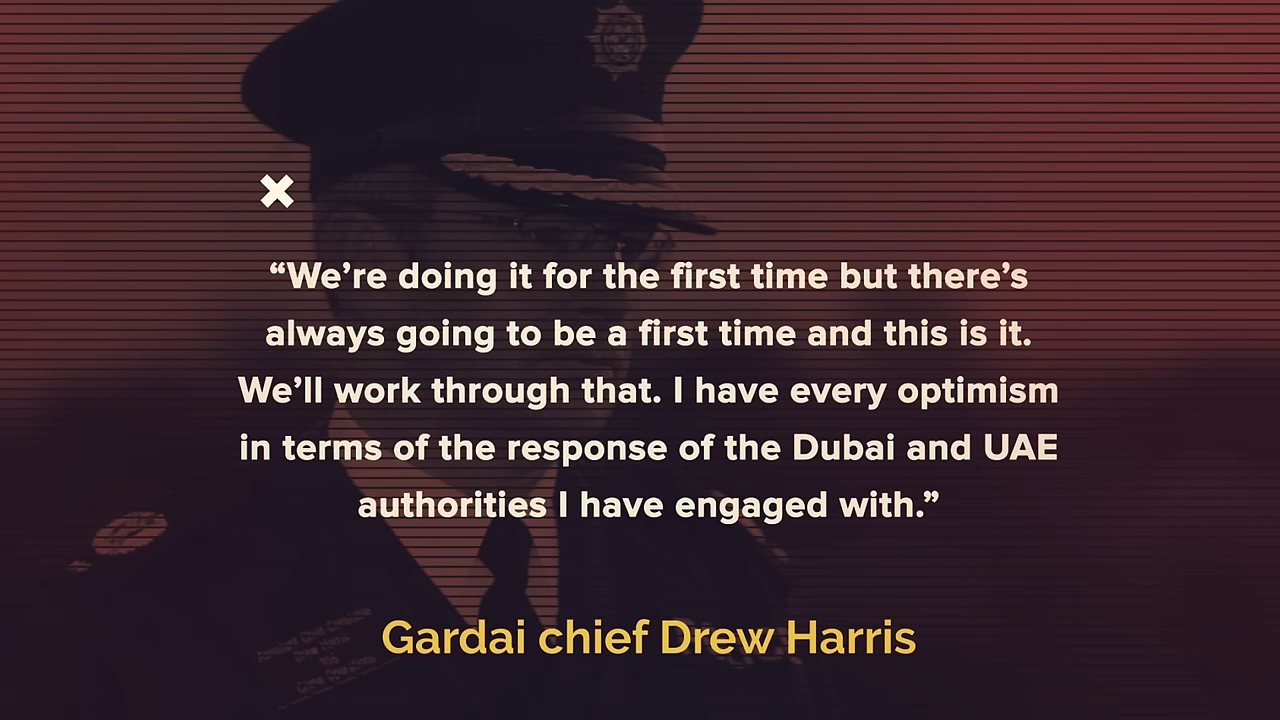 “We’re doing it for the first time but there’s
always going to be a first time and this is it.
We’ll work through that. I have every optimism
in terms of the response of the Dubai and UAE
authorities I have engaged with.”
Gardai chief Drew Harris